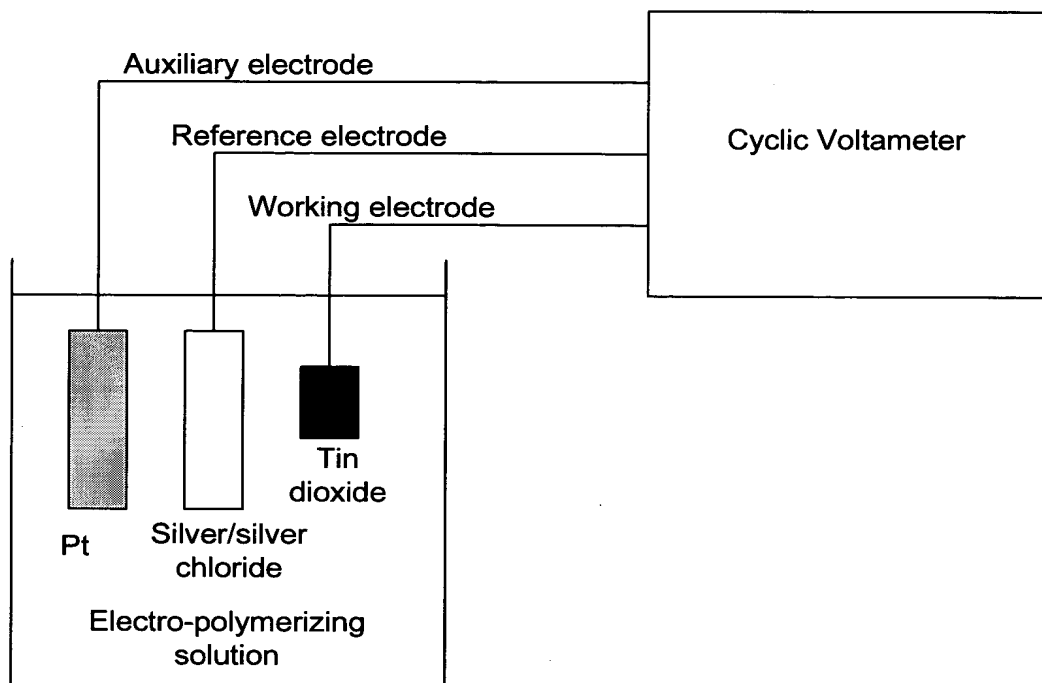 Auxiliary electrode
Reference electrode
Working electrode
Cyclic Voltameter
Pt
Silver/silver
chloride
Tin
dioxide
Electro-polymerizing
solution